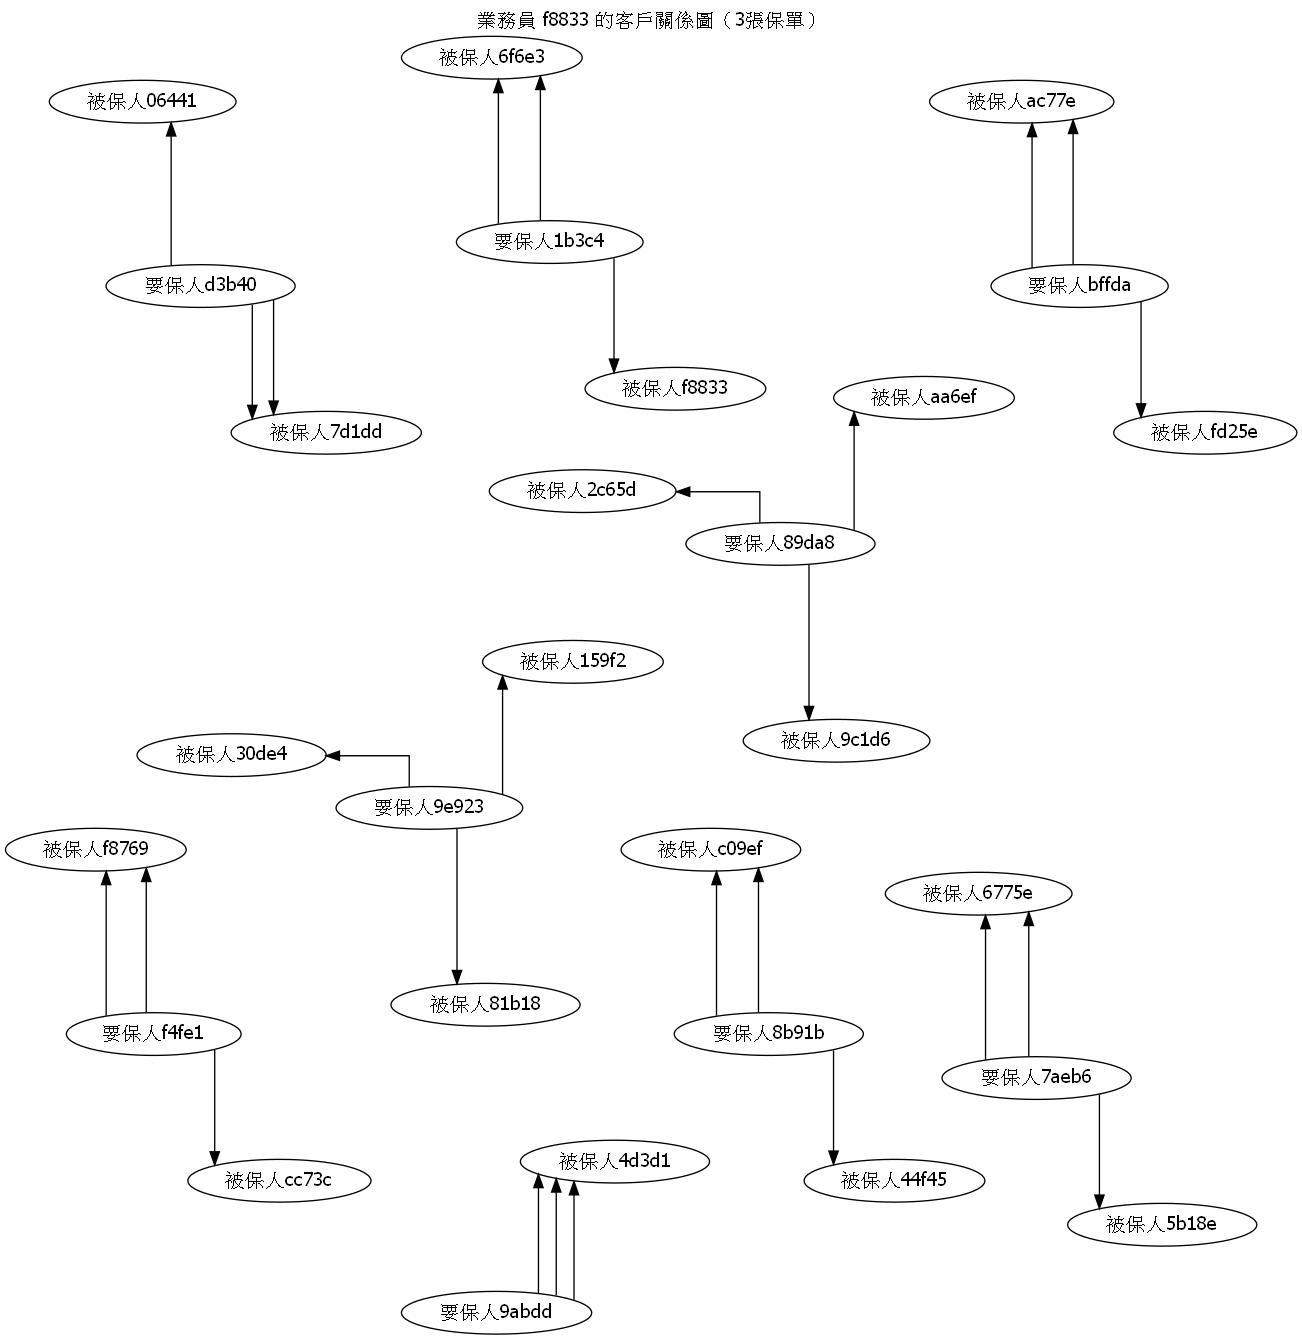 業務員 f8833 的客戶關係圖（3張保單）
被保人6f6e3
被保人06441
被保人ac77e
要保人1b3c4
要保人d3b40
要保人bffda
被保人f8833
被保人aa6ef
被保人7d1dd
被保人fd25e
被保人2c65d
要保人89da8
被保人159f2
被保人9c1d6
被保人30de4
要保人9e923
被保人f8769
被保人c09ef
被保人6775e
被保人81b18
要保人f4fe1
要保人8b91b
要保人7aeb6
被保人4d3d1
被保人cc73c
被保人44f45
被保人5b18e
要保人9abdd